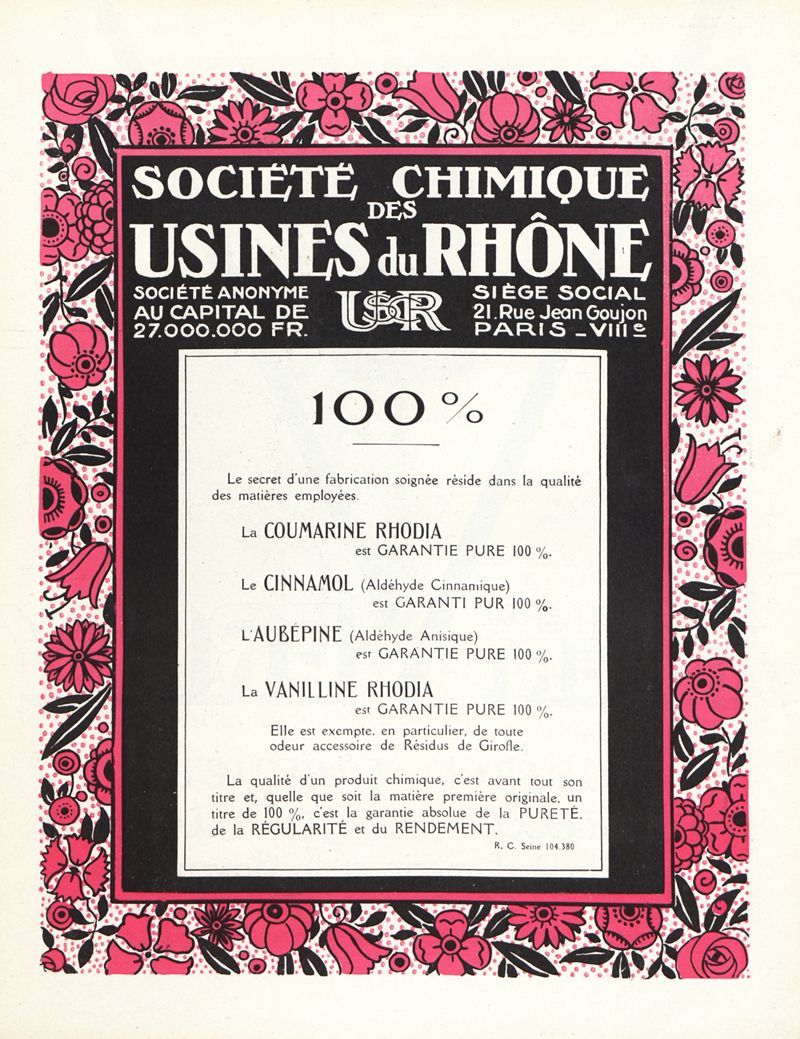 SOCIÉTÉ CHIMIQUE
DES
USINES du RHÔNE
SOCIÉTÉ ANONYME
AU CAPITAL DE
27.000.000 FR.
SCUR
SIÈGE SOCIAL
21. Rue Jean Goujon
PARIS _ VIIIe
100 %
Le secret d'une fabrication soignée réside dans la qualité
des matières employées.
La COUMARINE RHODIA
est GARANTIE PURE 100 %.
Le CINNAMOL (Aldéhyde Cinnamique)
est GARANTI PUR 100 %.
L'AUBÉPINE (Aldéhyde Anisique)
est GARANTIE PURE 100 %.
La VANILLINE RHODIA
est GARANTIE PURE 100 %.
Elle est exempte, en particulier, de toute
odeur accessoire de Résidus de Girofle.
La qualité d'un produit chimique, c'est avant tout son
titre et, quelle que soit la matière première originale, un
titre de 100 %, c'est la garantie absolue de la PURETÉ,
de la RÉGULARITÉ et du RENDEMENT.
R. C. Seine 104.380